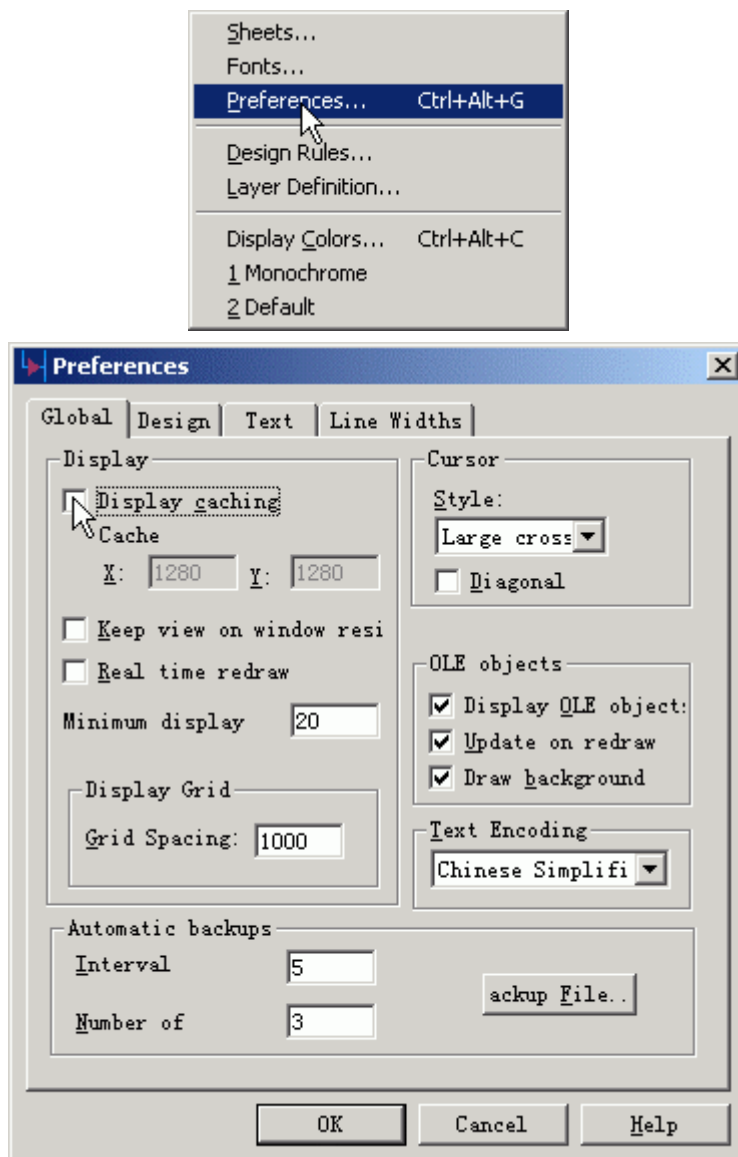 Sheets...
Fonts...
Preferences... Ctrl+Alt+G
Design Rules...
Layer Definition...
Display Colors... Ctrl+Alt+C
1 Monochrome
2 Default
Preferences
Global Design Text Line Widths
Display
Display caching
Cache
X: 1280 Y: 1280
Keep view on window resi
Real time redraw
Minimum display 20
Display Grid
Grid Spacing: 1000
Cursor
Style:
Large cross
Diagonal
OLE objects
Display OLE object:
Update on redraw
Draw background
Text Encoding
Chinese Simplifi
Automatic backups
Interval 5
Number of 3
ackup File..
OK Cancel Help